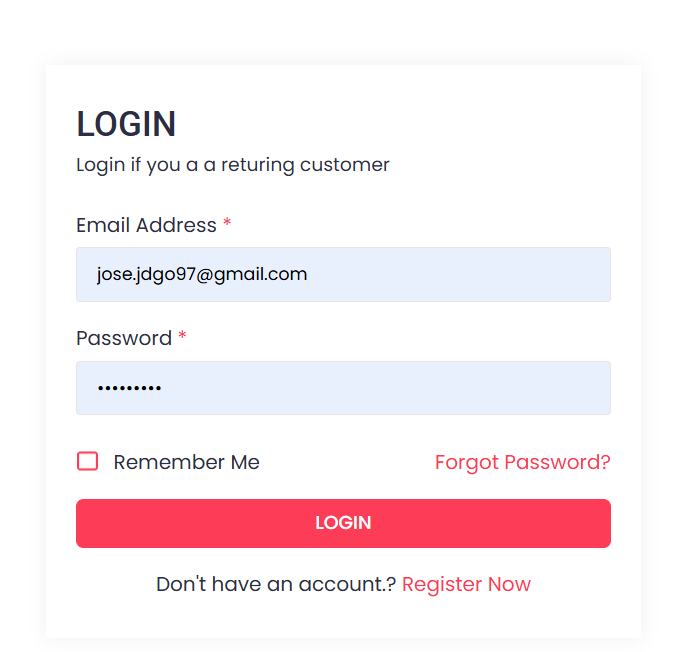 LOGIN
Login if you a a returing customer
Email Address *
jose.jdgo97@gmail.com
Password *
•••••••••
Remember Me Forgot Password?
LOGIN
Don't have an account.? Register Now